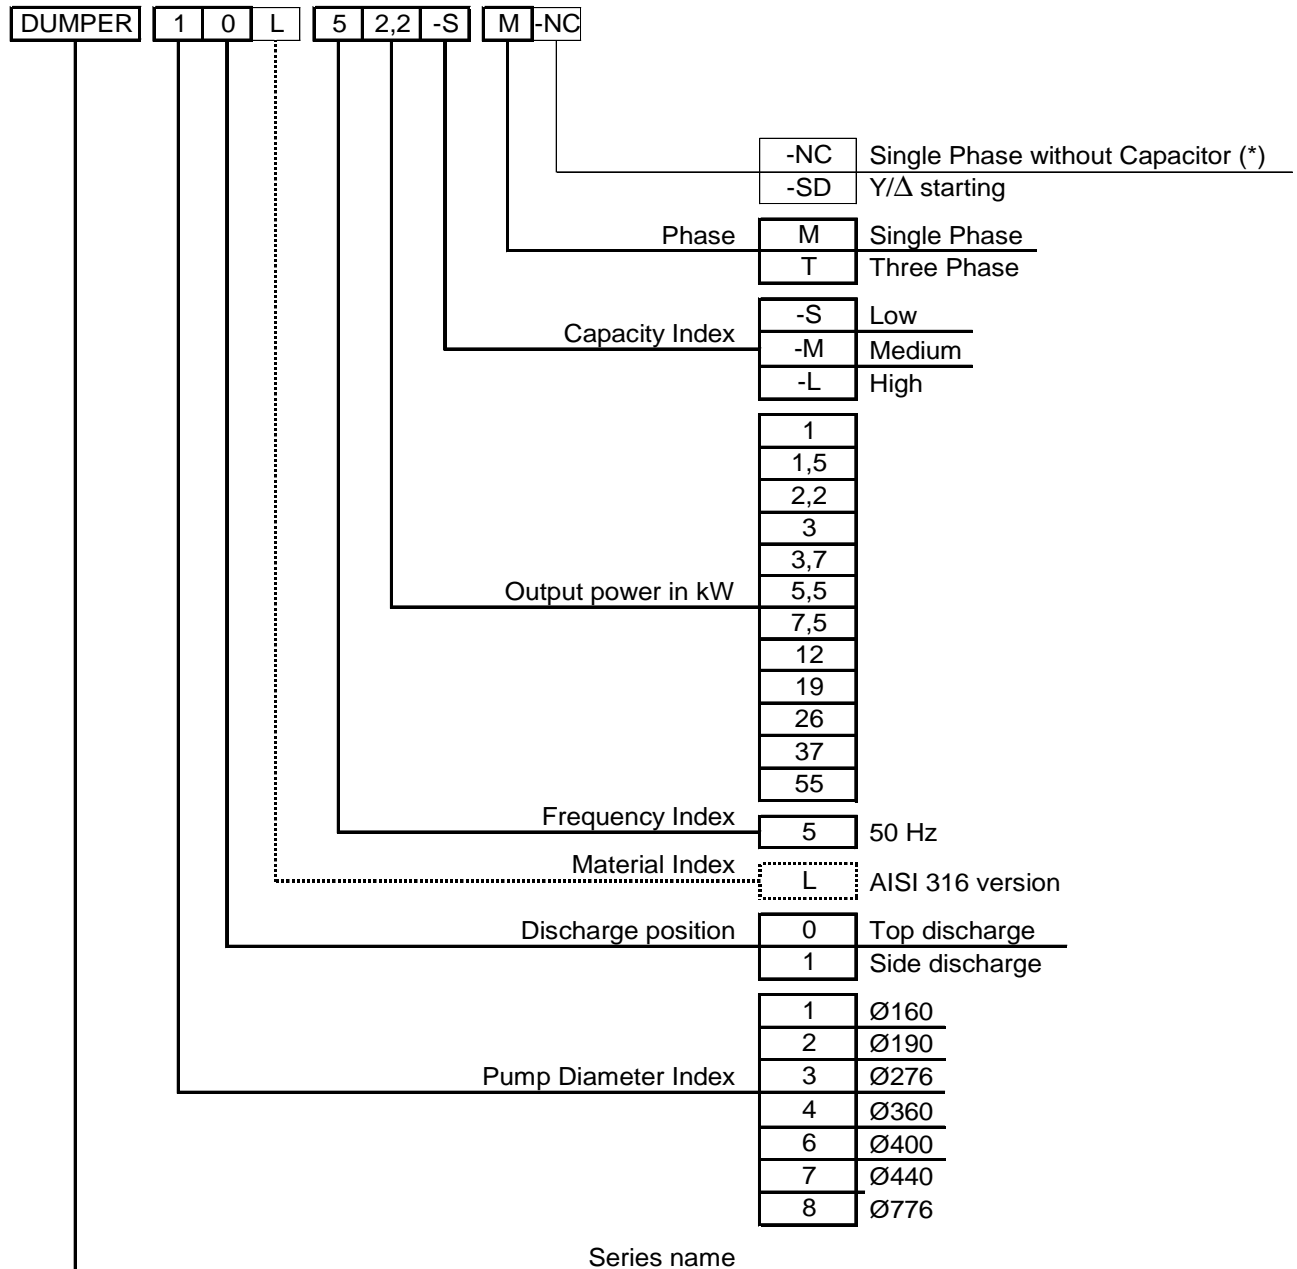 DUMPER 1 0 L 5 2,2 -S M -NC
-NC Single Phase without Capacitor (*)
-SD Y/Δ starting
Phase M Single Phase
T Three Phase
-S Low
Capacity Index
-M Medium
-L High
1
1,5
2,2
3
3,7
Output power in kW 5,5
7,5
12
19
26
37
55
Frequency Index
5 50 Hz
Material Index
L AISI 316 version
Discharge position 0 Top discharge
1 Side discharge
1 Ø160
2 Ø190
Pump Diameter Index 3 Ø276
4 Ø360
6 Ø400
7 Ø440
8 Ø776
Series name